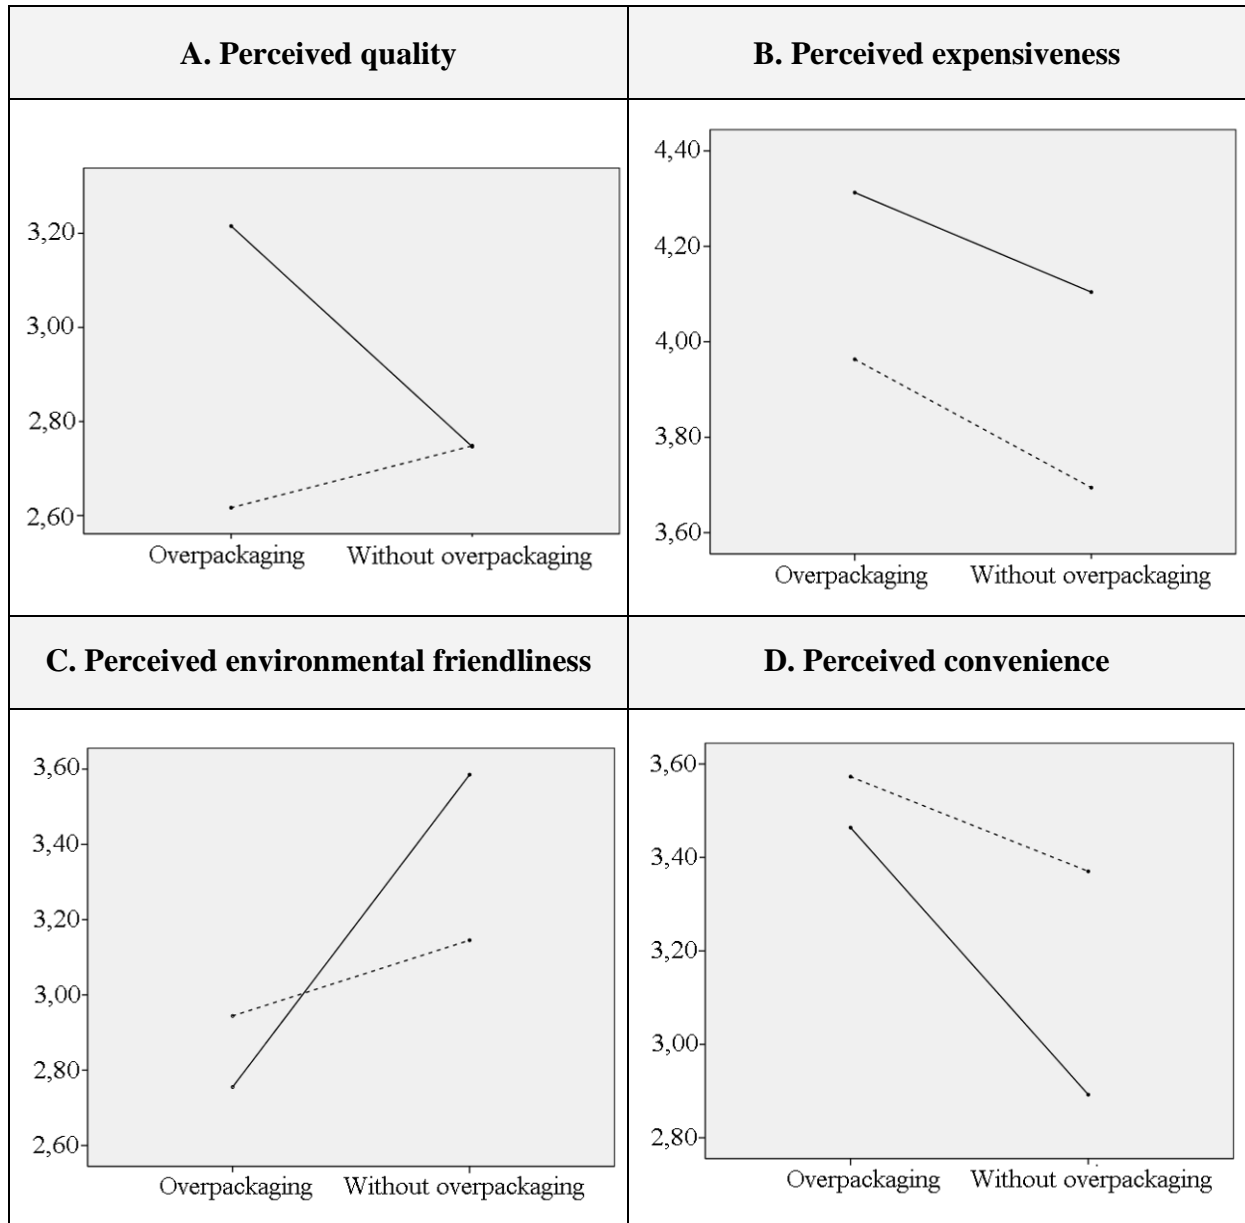 A. Perceived quality
B. Perceived expensiveness
3,20
3,00
2,80
2,60
Overpackaging
Without overpackaging
4,40
4,20
4,00
3,80
3,60
Overpackaging
Without overpackaging
C. Perceived environmental friendliness
D. Perceived convenience
3,60
3,40
3,20
3,00
2,80
2,60
Overpackaging
Without overpackaging
3,60
3,40
3,20
3,00
2,80
Overpackaging
Without overpackaging